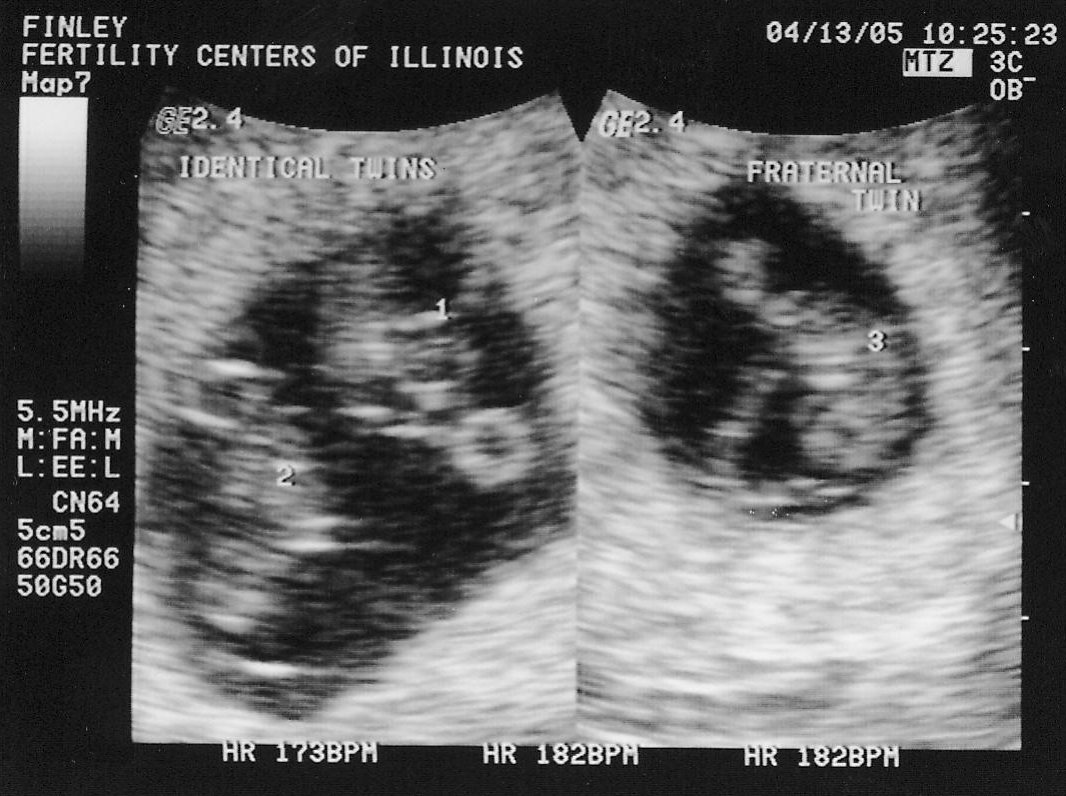 FINLEY
FERTILITY CENTERS OF ILLINOIS
Map7
04/13/05 10:25:23
MTZ 3C
OB
GE2.4
IDENTICAL TWINS
GE2.4
FRATERNAL
TWIN
1
2
3
5.5MHz
M:FA:M
L:EE:L
CN64
5cm5
66DR66
50G50
HR 173BPM HR 182BPM HR 182BPM